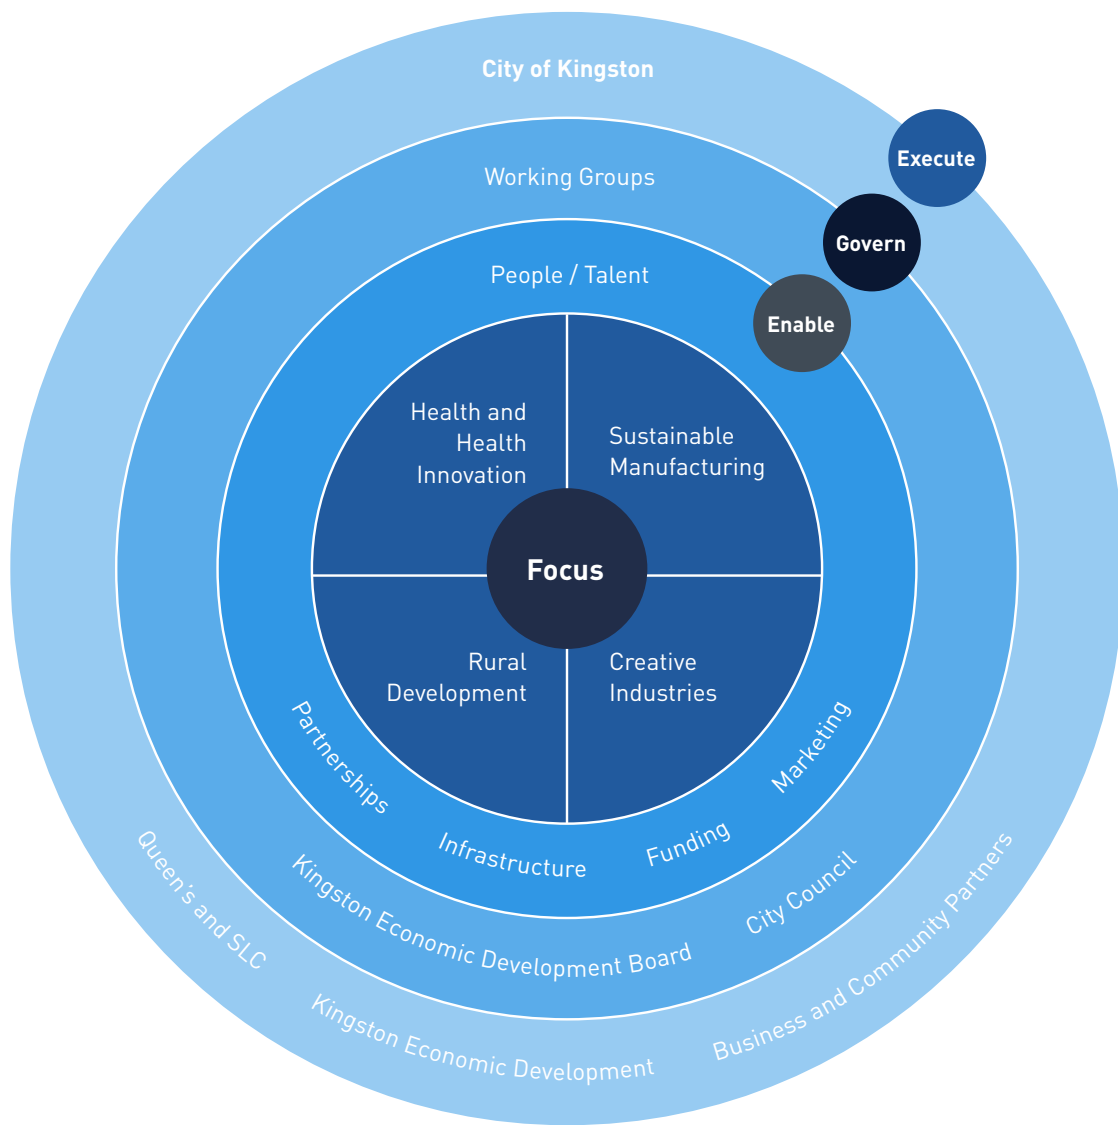 City of Kingston
Execute
Working Groups
Govern
People / Talent
Enable
Health and
Health
Innovation
Sustainable
Manufacturing
Focus
Rural
Development
Creative
Industries
Partnerships
Infrastructure
Funding
Marketing
Kingston Economic Development Board
City Council
Queen's and SLC
Kingston Economic Development
Business and Community Partners